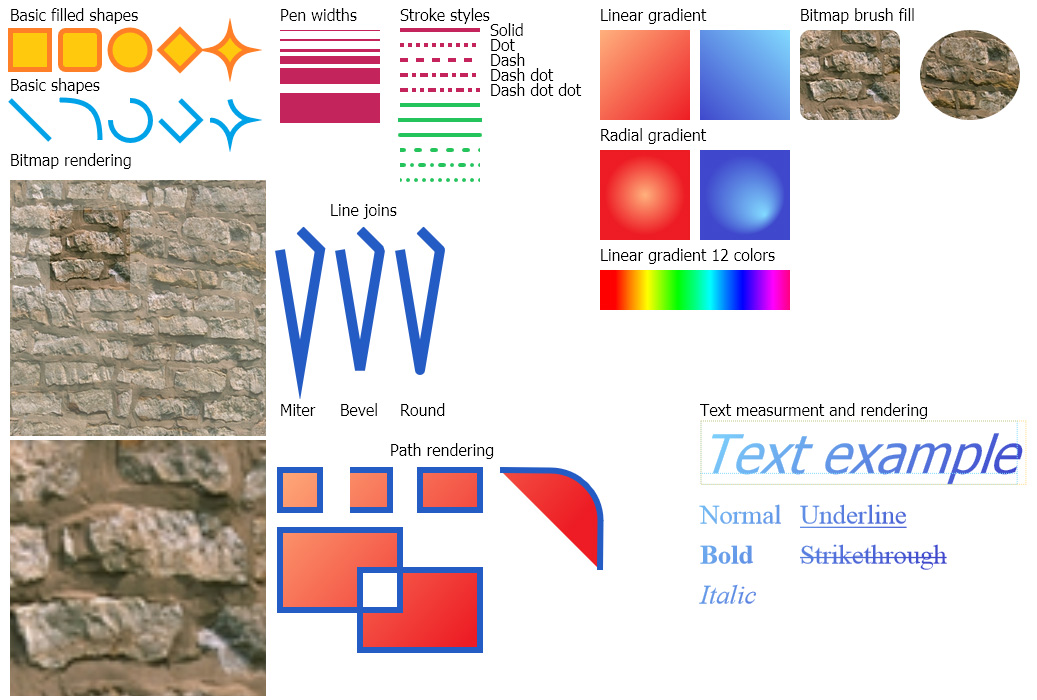 Basic filled shapes
Basic shapes
Bitmap rendering
Pen widths
Stroke styles
Solid
Dot
Dash
Dash dot
Dash dot dot
Line joins
Miter Bevel Round
Path rendering
Linear gradient
Radial gradient
Linear gradient 12 colors
Bitmap brush fill
Text measurment and rendering
Text example
Normal Underline
Bold Strikethrough
Italic